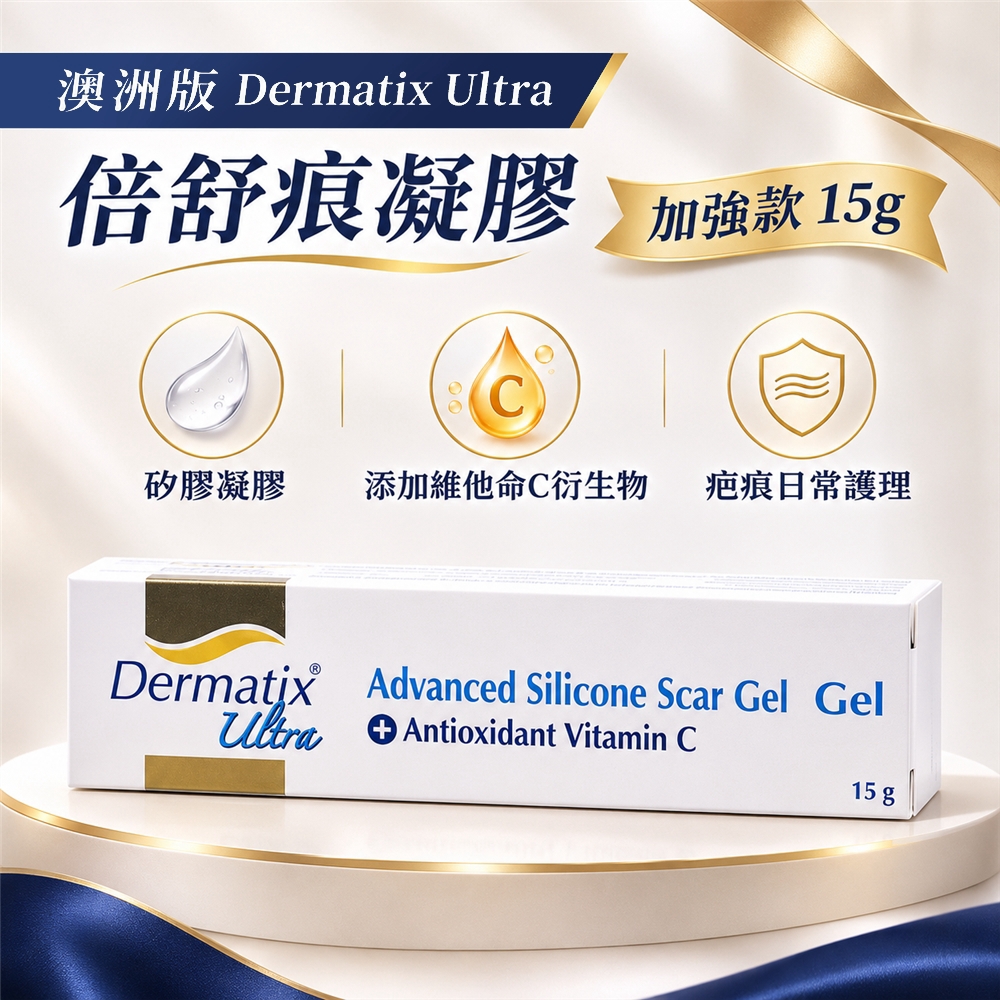 澳洲版 Dermatix Ultra
倍舒痕凝膠
加強款 15g
C
矽膠凝膠
添加維他命C衍生物
疤痕日常護理
Dermatix®
Ultra
Advanced Silicone Scar Gel Gel
+ Antioxidant Vitamin C
15 g